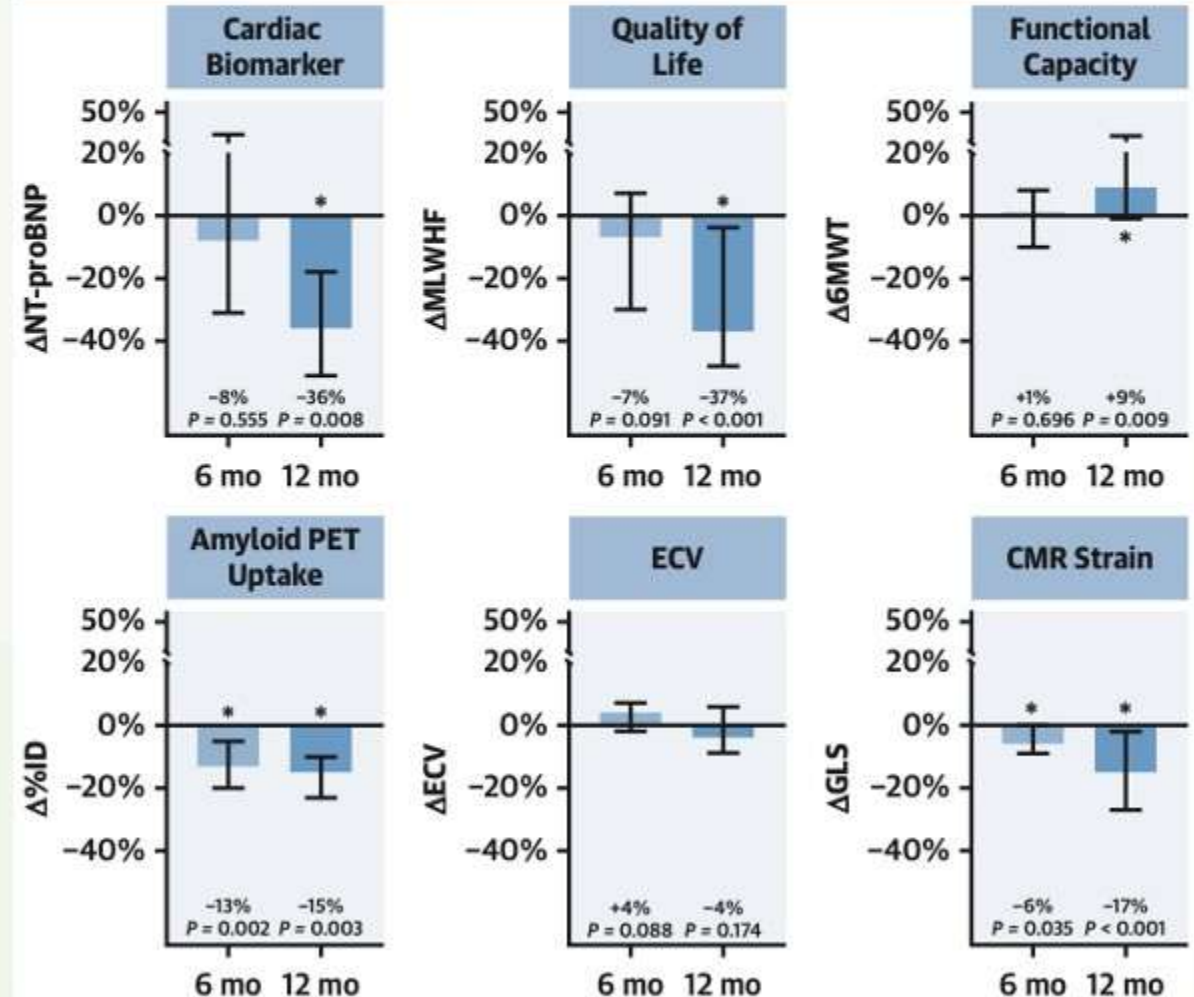 Cardiac
Biomarker
ΔNT-proBNP
50%
20%
0%
−20%
−40%
*
−8% −36%
P = 0.555 P = 0.008
6 mo 12 mo
Quality of
Life
ΔMLWHF
50%
20%
0%
−20%
−40%
*
−7% −37%
P = 0.091 P < 0.001
6 mo 12 mo
Functional
Capacity
Δ6MWT
50%
20%
0%
−20%
−40%
*
+1% +9%
P = 0.696 P = 0.009
6 mo 12 mo
Amyloid PET
Uptake
Δ%ID
50%
20%
0%
−20%
−40%
* *
−13% −15%
P = 0.002 P = 0.003
6 mo 12 mo
ECV
ΔECV
50%
20%
0%
−20%
−40%
+4% −4%
P = 0.088 P = 0.174
6 mo 12 mo
CMR Strain
ΔGLS
50%
20%
0%
−20%
−40%
* *
−6% −17%
P = 0.035 P < 0.001
6 mo 12 mo